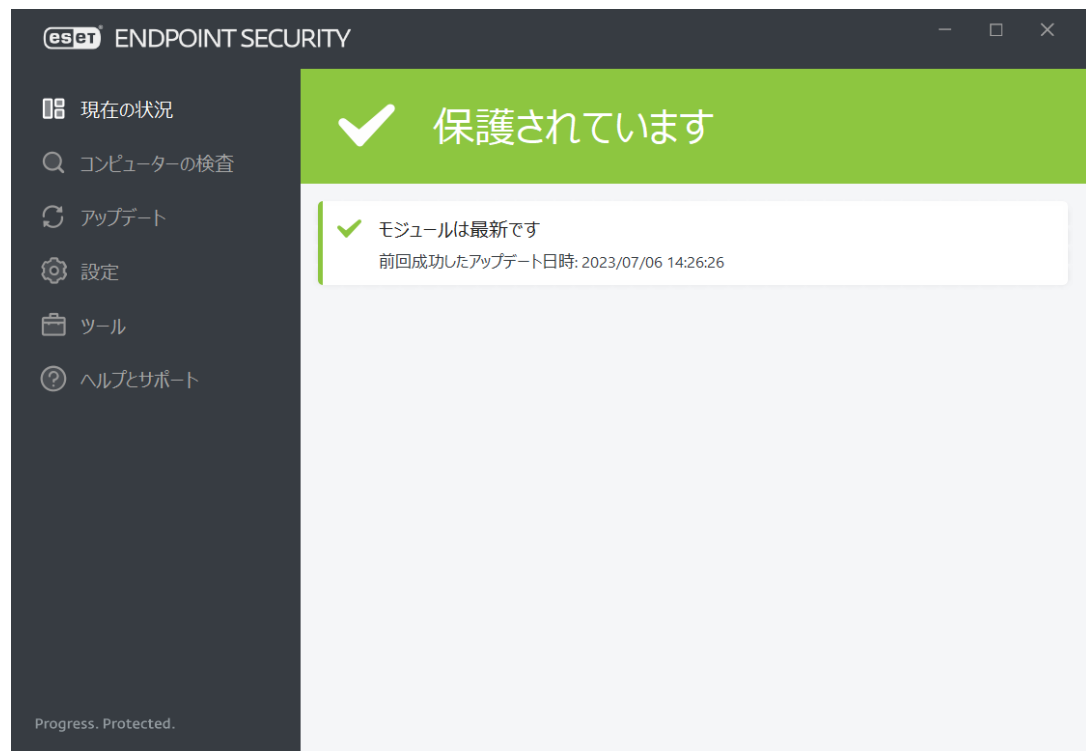 eset ENDPOINT SECURITY
現在の状況
コンピューターの検査
アップデート
設定
ツール
ヘルプとサポート
Progress. Protected.
保護されています
モジュールは最新です
前回成功したアップデート日時: 2023/07/06 14:26:26